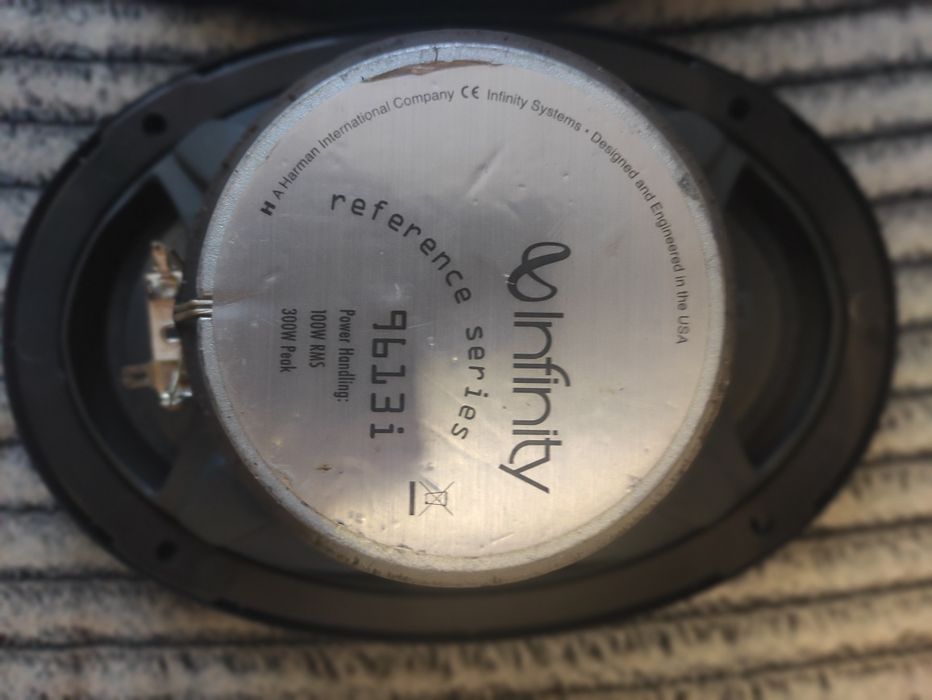 H A Harman International Company CE Infinity Systems • Designed and Engineered in the USA
Infinity
reference series
9613i
Power Handling:
100W RMS
300W Peak